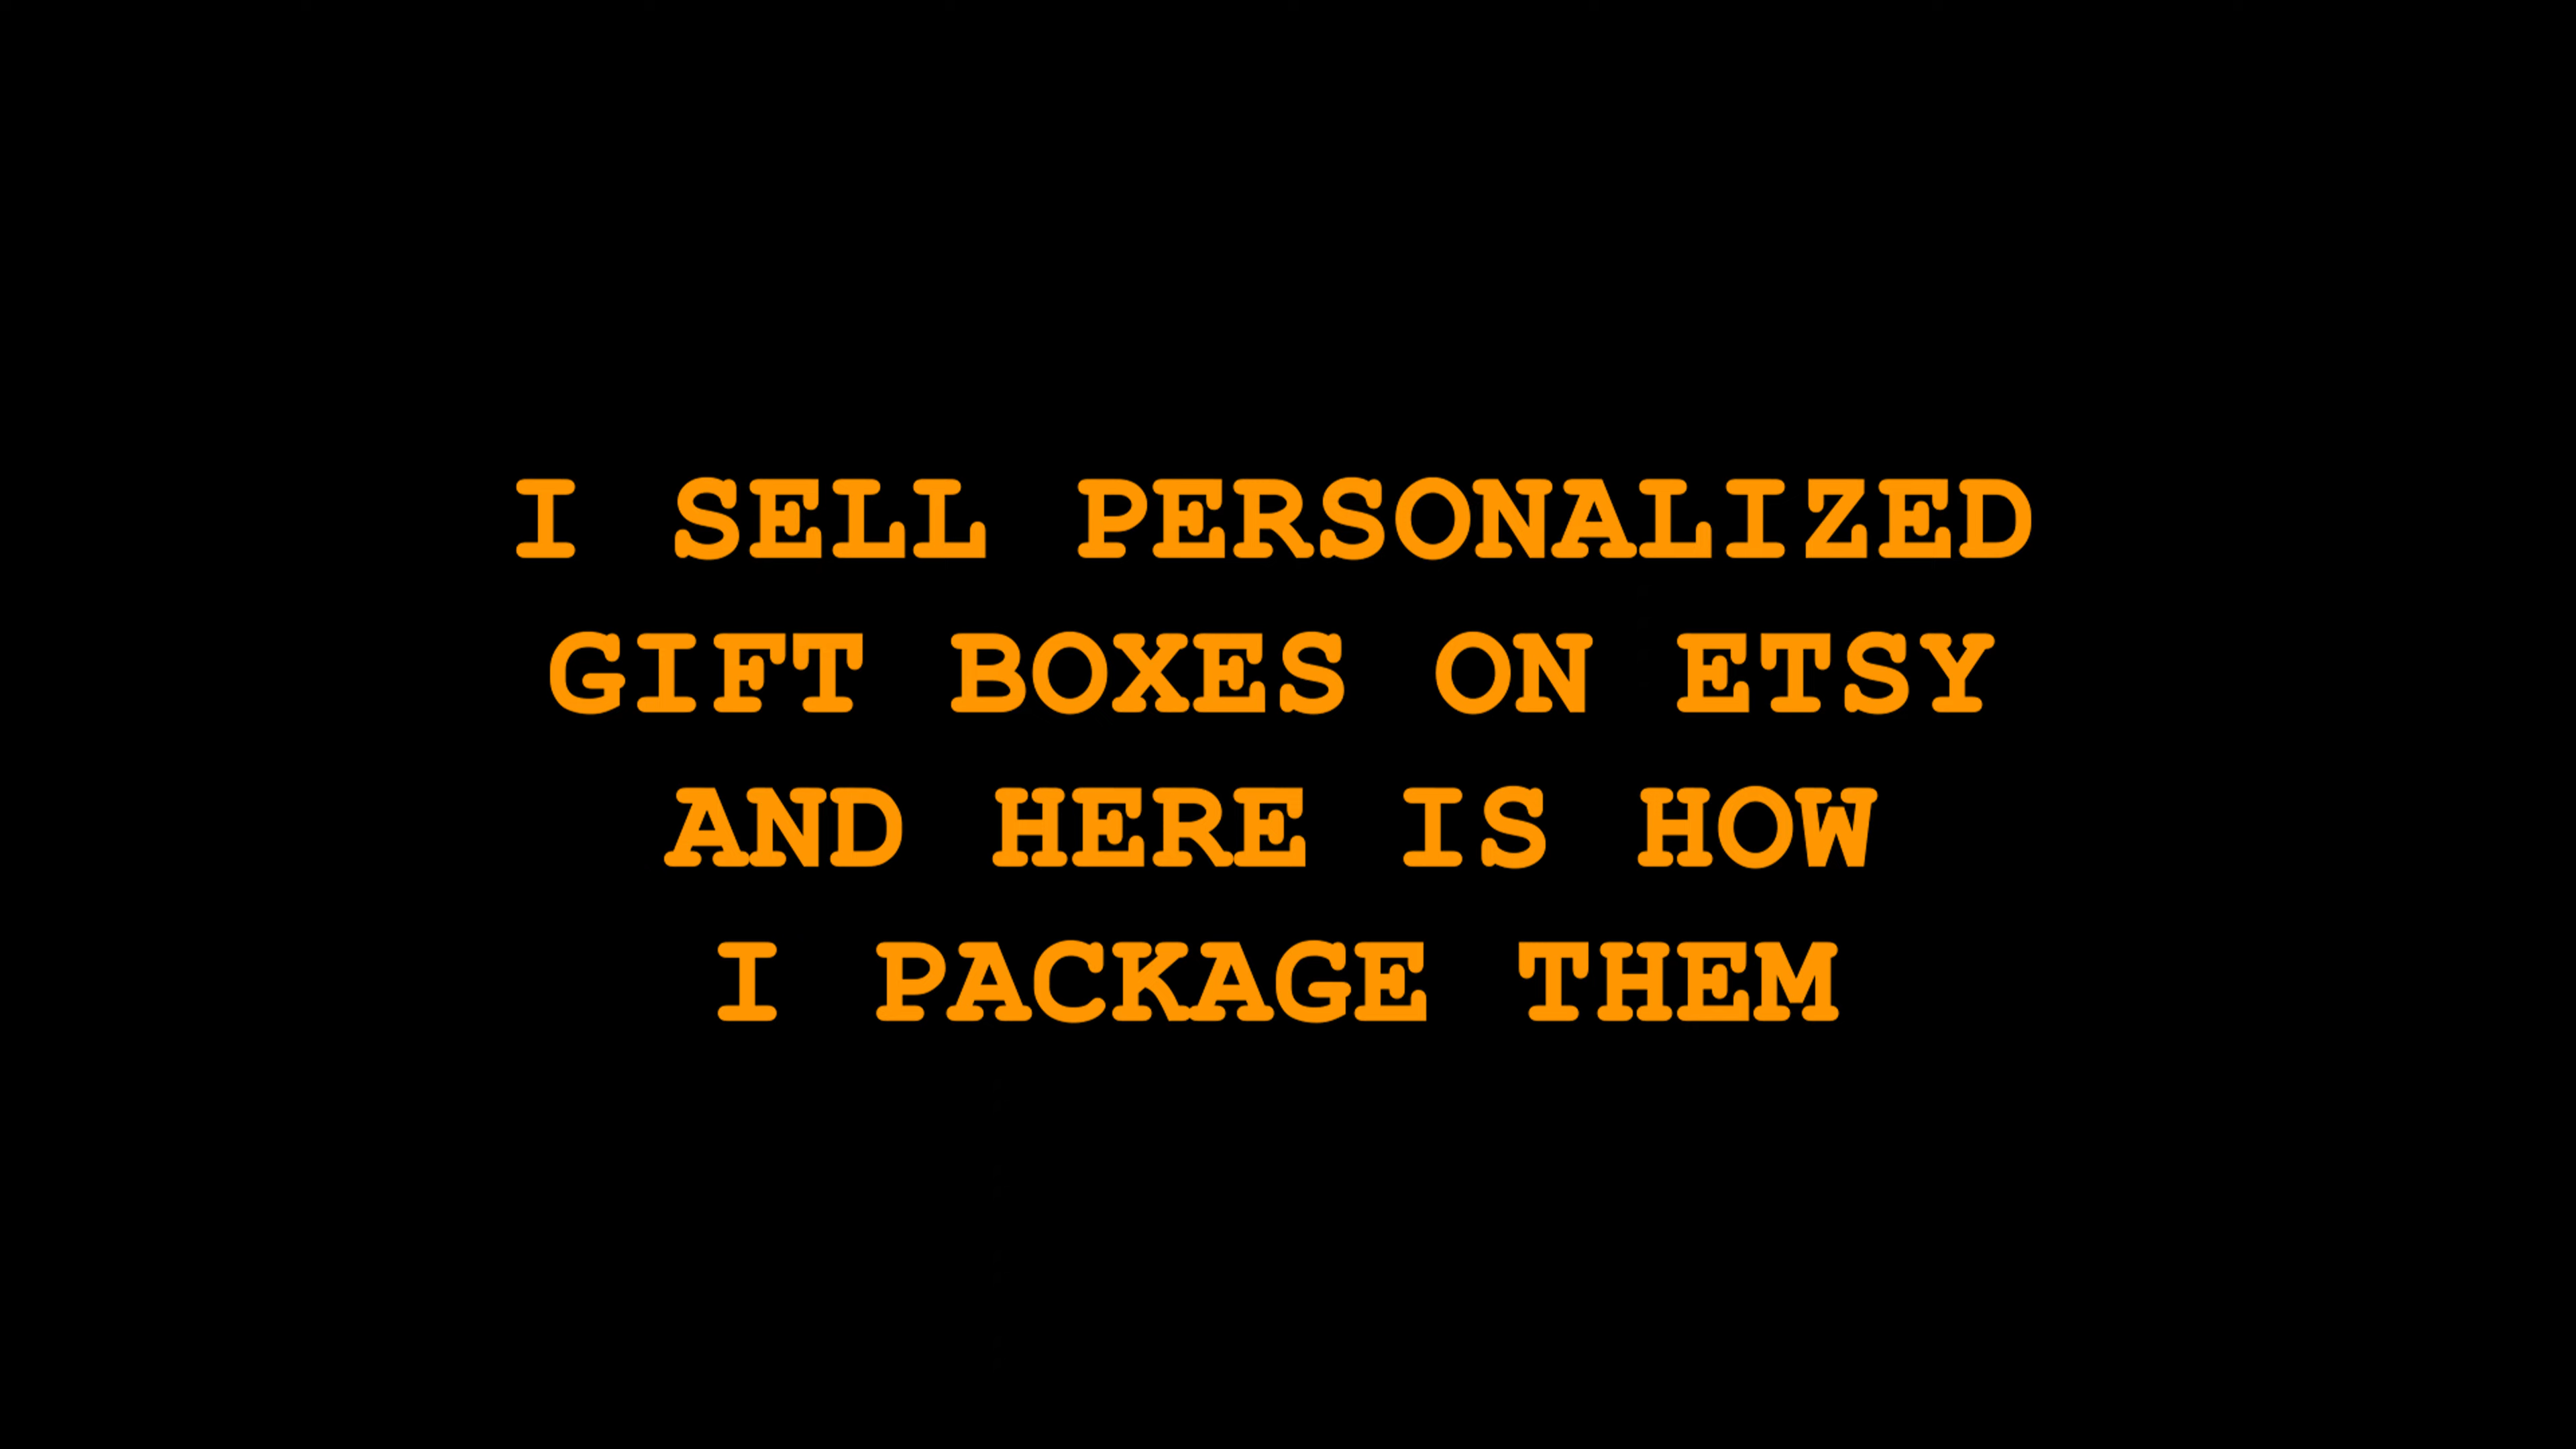 I SELL PERSONALIZED
GIFT BOXES ON ETSY
AND HERE IS HOW
I PACKAGE THEM